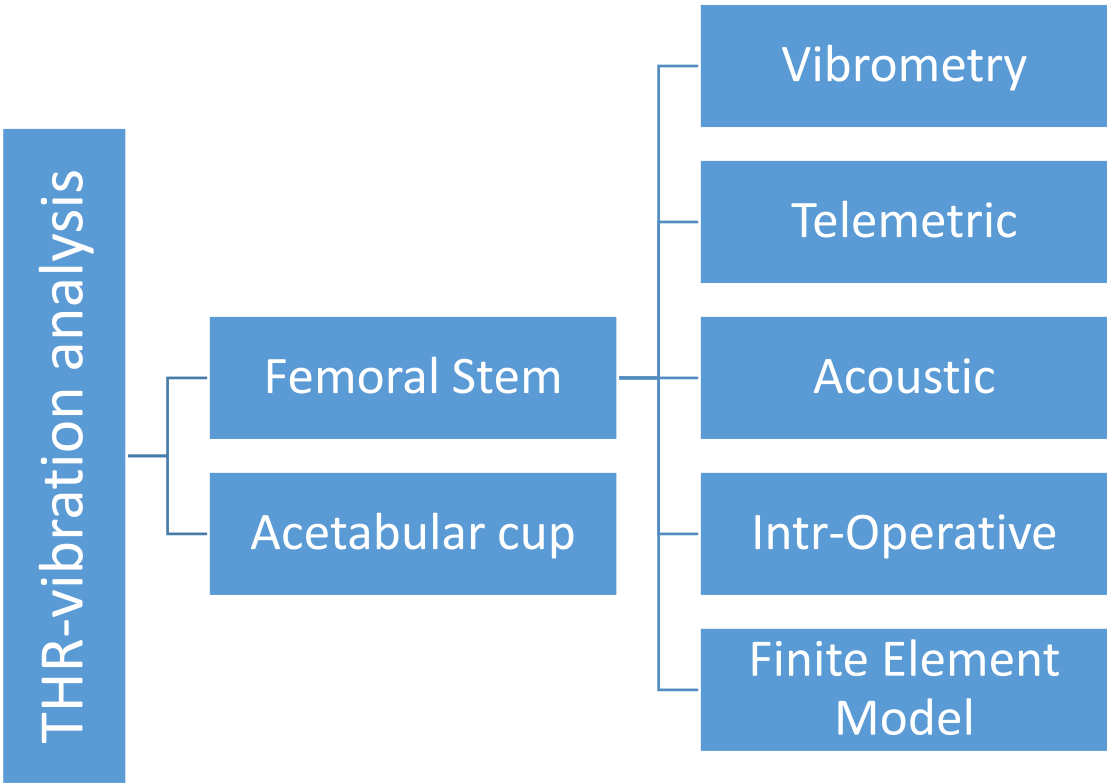 THR-vibration analysis
Femoral Stem
Acetabular cup
Vibrometry
Telemetric
Acoustic
Intr-Operative
Finite Element
Model